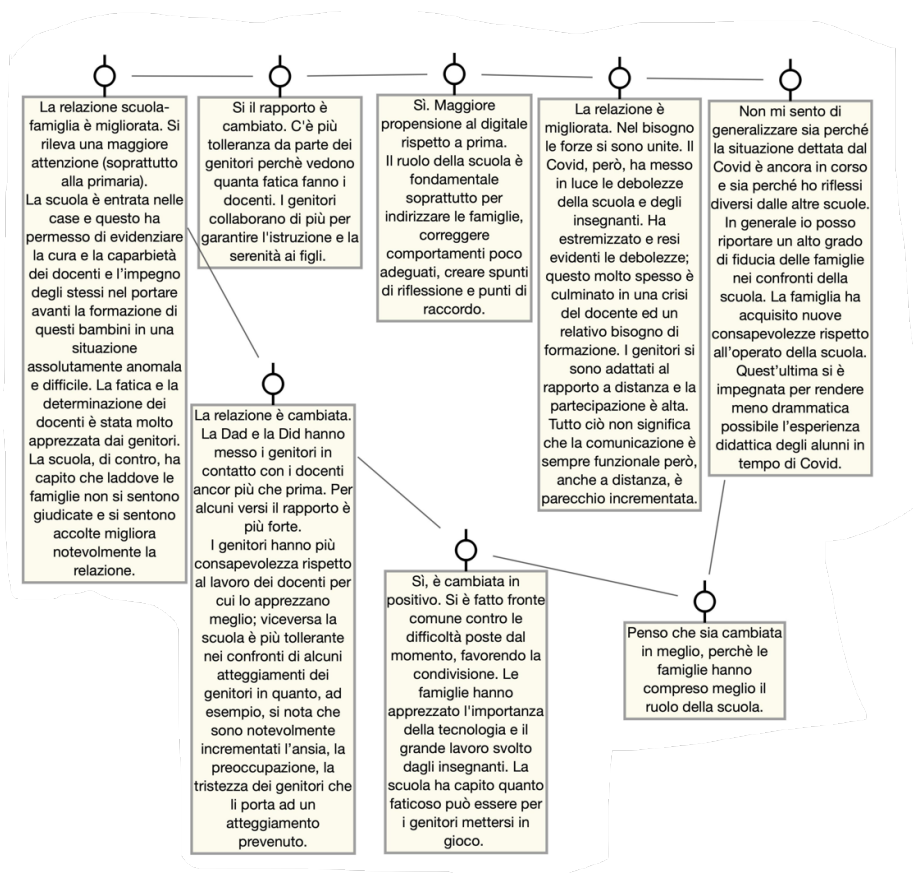 La relazione scuola-
famiglia è migliorata. Si
rileva una maggiore
attenzione (soprattutto
alla primaria).
La scuola è entrata nelle
case e questo ha
permesso di evidenziare
la cura e la caparbietà
dei docenti e l'impegno
degli stessi nel portare
avanti la formazione di
questi bambini in una
situazione
assolutamente anomala
e difficile. La fatica e la
determinazione dei
docenti è stata molto
apprezzata dai genitori.
La scuola, di contro, ha
capito che laddove le
famiglie non si sentono
giudicate e si sentono
accolte migliora
notevolmente la
relazione.
Si il rapporto è
cambiato. C'è più
tolleranza da parte dei
genitori perchè vedono
quanta fatica fanno i
docenti. I genitori
collaborano di più per
garantire l'istruzione e la
serenità ai figli.
Sì. Maggiore
propensione al digitale
rispetto a prima.
Il ruolo della scuola è
fondamentale
soprattutto per
indirizzare le famiglie,
correggere
comportamenti poco
adeguati, creare spunti
di riflessione e punti di
raccordo.
La relazione è
migliorata. Nel bisogno
le forze si sono unite. Il
Covid, però, ha messo
in luce le debolezze
della scuola e degli
insegnanti. Ha
estremizzato e resi
evidenti le debolezze;
questo molto spesso è
culminato in una crisi
del docente ed un
relativo bisogno di
formazione. I genitori si
sono adattati al
rapporto a distanza e la
partecipazione è alta.
Tutto ciò non significa
che la comunicazione è
sempre funzionale però,
anche a distanza, è
parecchio incrementata.
Non mi sento di
generalizzare sia perché
la situazione dettata dal
Covid è ancora in corso
e sia perché ho riflessi
diversi dalle altre scuole.
In generale io posso
riportare un alto grado
di fiducia delle famiglie
nei confronti della
scuola. La famiglia ha
acquisito nuove
consapevolezze rispetto
all'operato della scuola.
Quest'ultima si è
impegnata per rendere
meno drammatica
possibile l'esperienza
didattica degli alunni in
tempo di Covid.
La relazione è cambiata.
La Dad e la Did hanno
messo i genitori in
contatto con i docenti
ancor più che prima. Per
alcuni versi il rapporto è
più forte.
I genitori hanno più
consapevolezza rispetto
al lavoro dei docenti per
cui lo apprezzano
meglio; viceversa la
scuola è più tollerante
nei confronti di alcuni
atteggiamenti dei
genitori in quanto, ad
esempio, si nota che
sono notevolmente
incrementati l'ansia, la
preoccupazione, la
tristezza dei genitori che
li porta ad un
atteggiamento
prevenuto.
Sì, è cambiata in
positivo. Si è fatto fronte
comune contro le
difficoltà poste dal
momento, favorendo la
condivisione. Le
famiglie hanno
apprezzato l'importanza
della tecnologia e il
grande lavoro svolto
dagli insegnanti. La
scuola ha capito quanto
faticoso può essere per
i genitori mettersi in
gioco.
Penso che sia cambiata
in meglio, perchè le
famiglie hanno
compreso meglio il
ruolo della scuola.